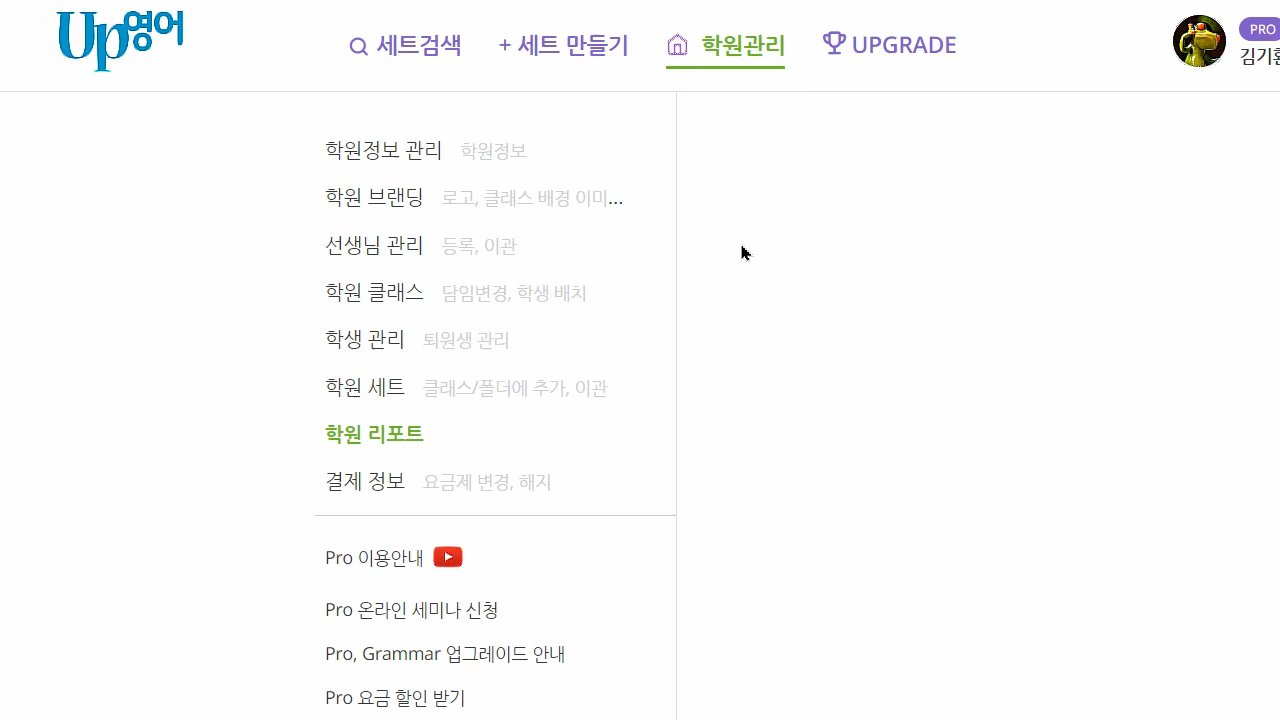 Up영어
세트검색
+ 세트 만들기
학원관리
UPGRADE
PRO
학원정보 관리 학원정보
학원 브랜딩 로고, 클래스 배경 이미...
선생님 관리 등록, 이관
학원 클래스 담임변경, 학생 배치
학생 관리 퇴원생 관리
학원 세트 클래스/폴더에 추가, 이관
학원 리포트
결제 정보 요금제 변경, 해지
Pro 이용안내
Pro 온라인 세미나 신청
Pro, Grammar 업그레이드 안내
Pro 요금 할인 받기